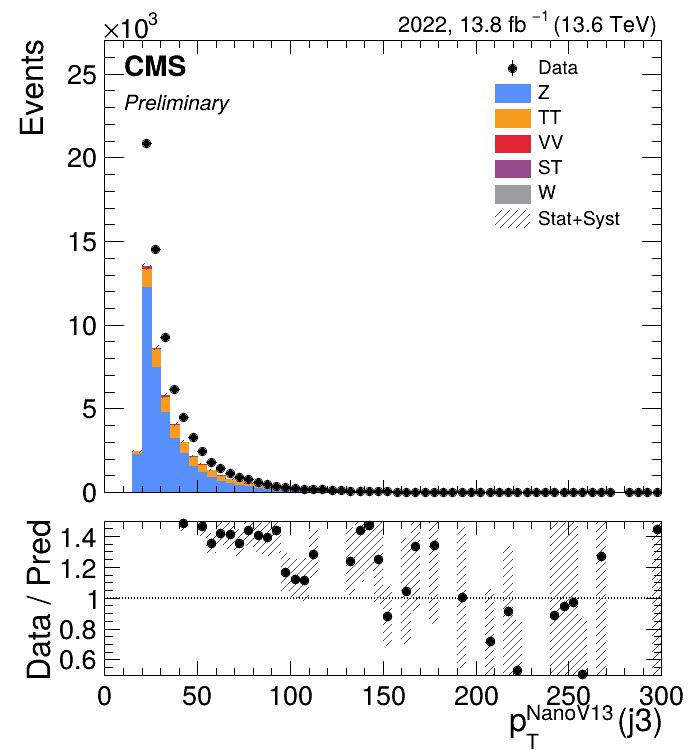 ×10³
2022, 13.8 fb⁻¹ (13.6 TeV)
Events
CMS
Preliminary
Data
Z
TT
VV
ST
W
Stat+Syst
25
20
15
10
5
0
Data / Pred
1.4
1.2
1
0.8
0.6
0 50 100 150 200 250 300
p_T^NanoV13 (j3)